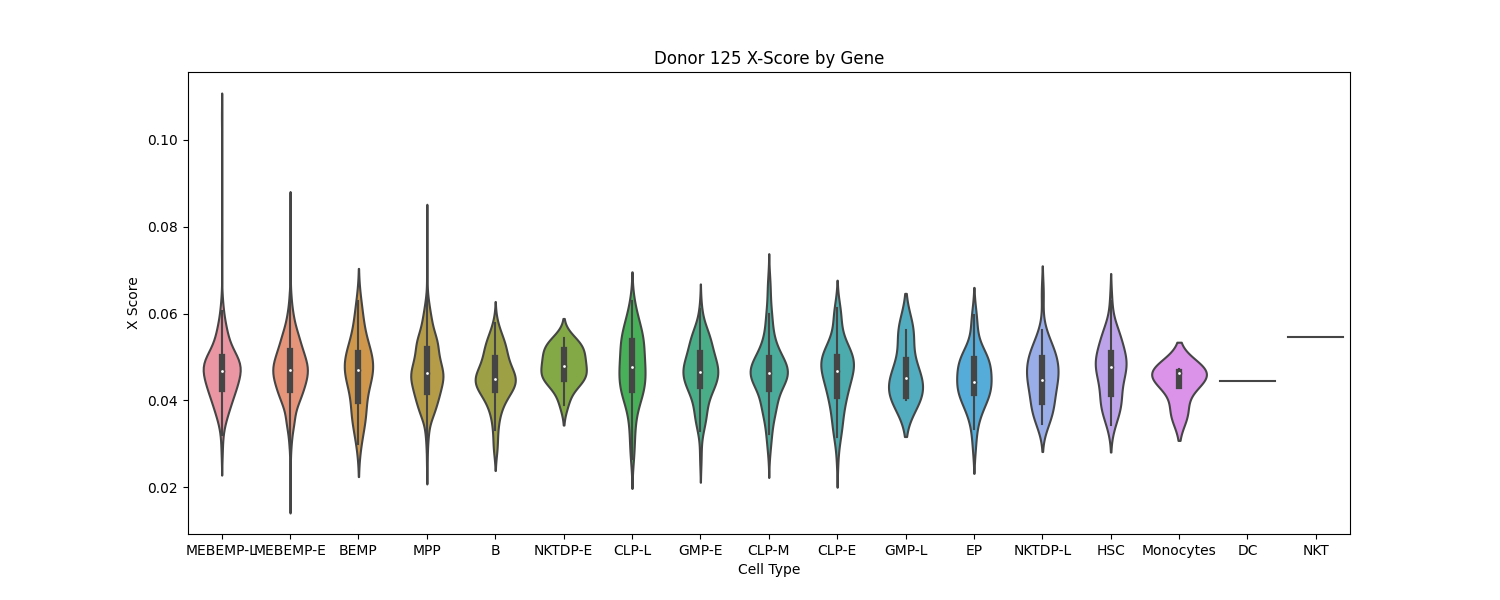 Donor 125 X-Score by Gene
0.10
0.08
0.06
0.04
0.02
X Score
MEBEMP-L MEBEMP-E BEMP MPP B NKTDP-E CLP-L GMP-E CLP-M CLP-E GMP-L EP NKTDP-L HSC Monocytes DC NKT
Cell Type